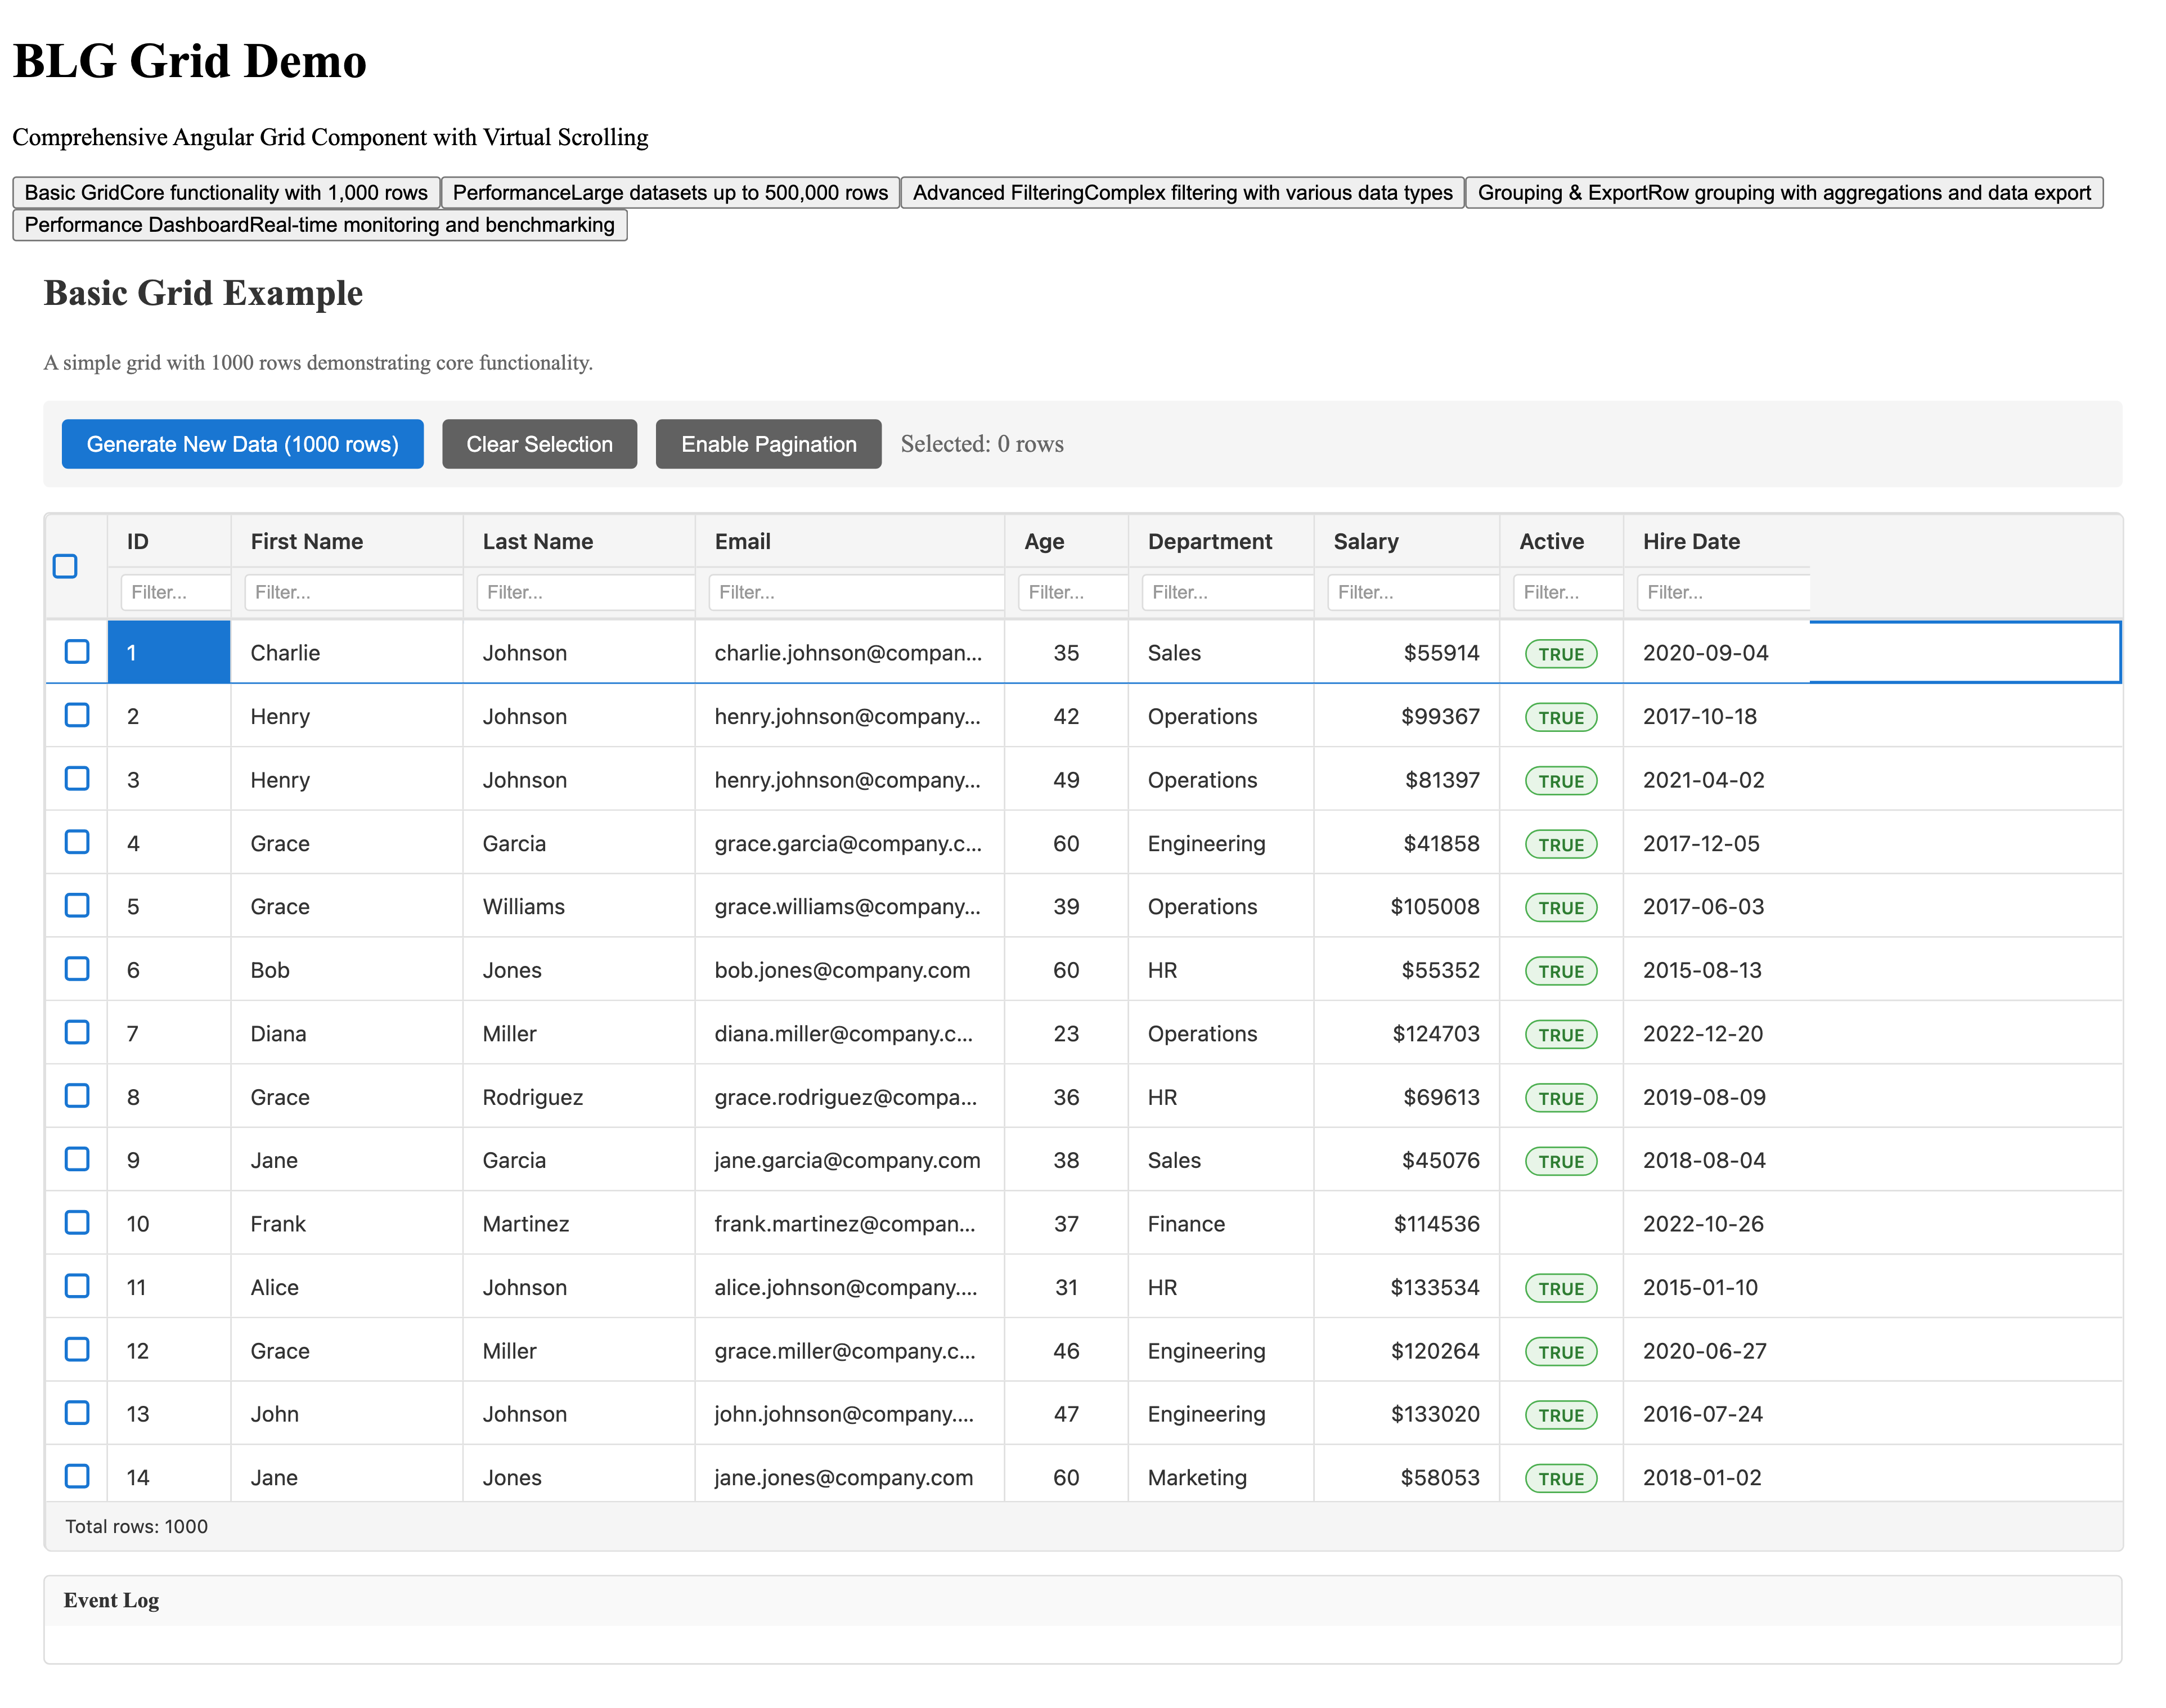 BLG Grid Demo
Comprehensive Angular Grid Component with Virtual Scrolling
Basic GridCore functionality with 1,000 rows PerformanceLarge datasets up to 500,000 rows Advanced FilteringComplex filtering with various data types Grouping & ExportRow grouping with aggregations and data export
Performance DashboardReal-time monitoring and benchmarking
Basic Grid Example
A simple grid with 1000 rows demonstrating core functionality.
Generate New Data (1000 rows) Clear Selection Enable Pagination Selected: 0 rows
ID First Name Last Name Email Age Department Salary Active Hire Date
Filter... Filter... Filter... Filter... Filter... Filter... Filter... Filter... Filter...
1 Charlie Johnson charlie.johnson@compan... 35 Sales $55914 TRUE 2020-09-04
2 Henry Johnson henry.johnson@company... 42 Operations $99367 TRUE 2017-10-18
3 Henry Johnson henry.johnson@company... 49 Operations $81397 TRUE 2021-04-02
4 Grace Garcia grace.garcia@company.c... 60 Engineering $41858 TRUE 2017-12-05
5 Grace Williams grace.williams@company... 39 Operations $105008 TRUE 2017-06-03
6 Bob Jones bob.jones@company.com 60 HR $55352 TRUE 2015-08-13
7 Diana Miller diana.miller@company.c... 23 Operations $124703 TRUE 2022-12-20
8 Grace Rodriguez grace.rodriguez@compa... 36 HR $69613 TRUE 2019-08-09
9 Jane Garcia jane.garcia@company.com 38 Sales $45076 TRUE 2018-08-04
10 Frank Martinez frank.martinez@compan... 37 Finance $114536 2022-10-26
11 Alice Johnson alice.johnson@company.... 31 HR $133534 TRUE 2015-01-10
12 Grace Miller grace.miller@company.c... 46 Engineering $120264 TRUE 2020-06-27
13 John Johnson john.johnson@company.... 47 Engineering $133020 TRUE 2016-07-24
14 Jane Jones jane.jones@company.com 60 Marketing $58053 TRUE 2018-01-02
Total rows: 1000
Event Log